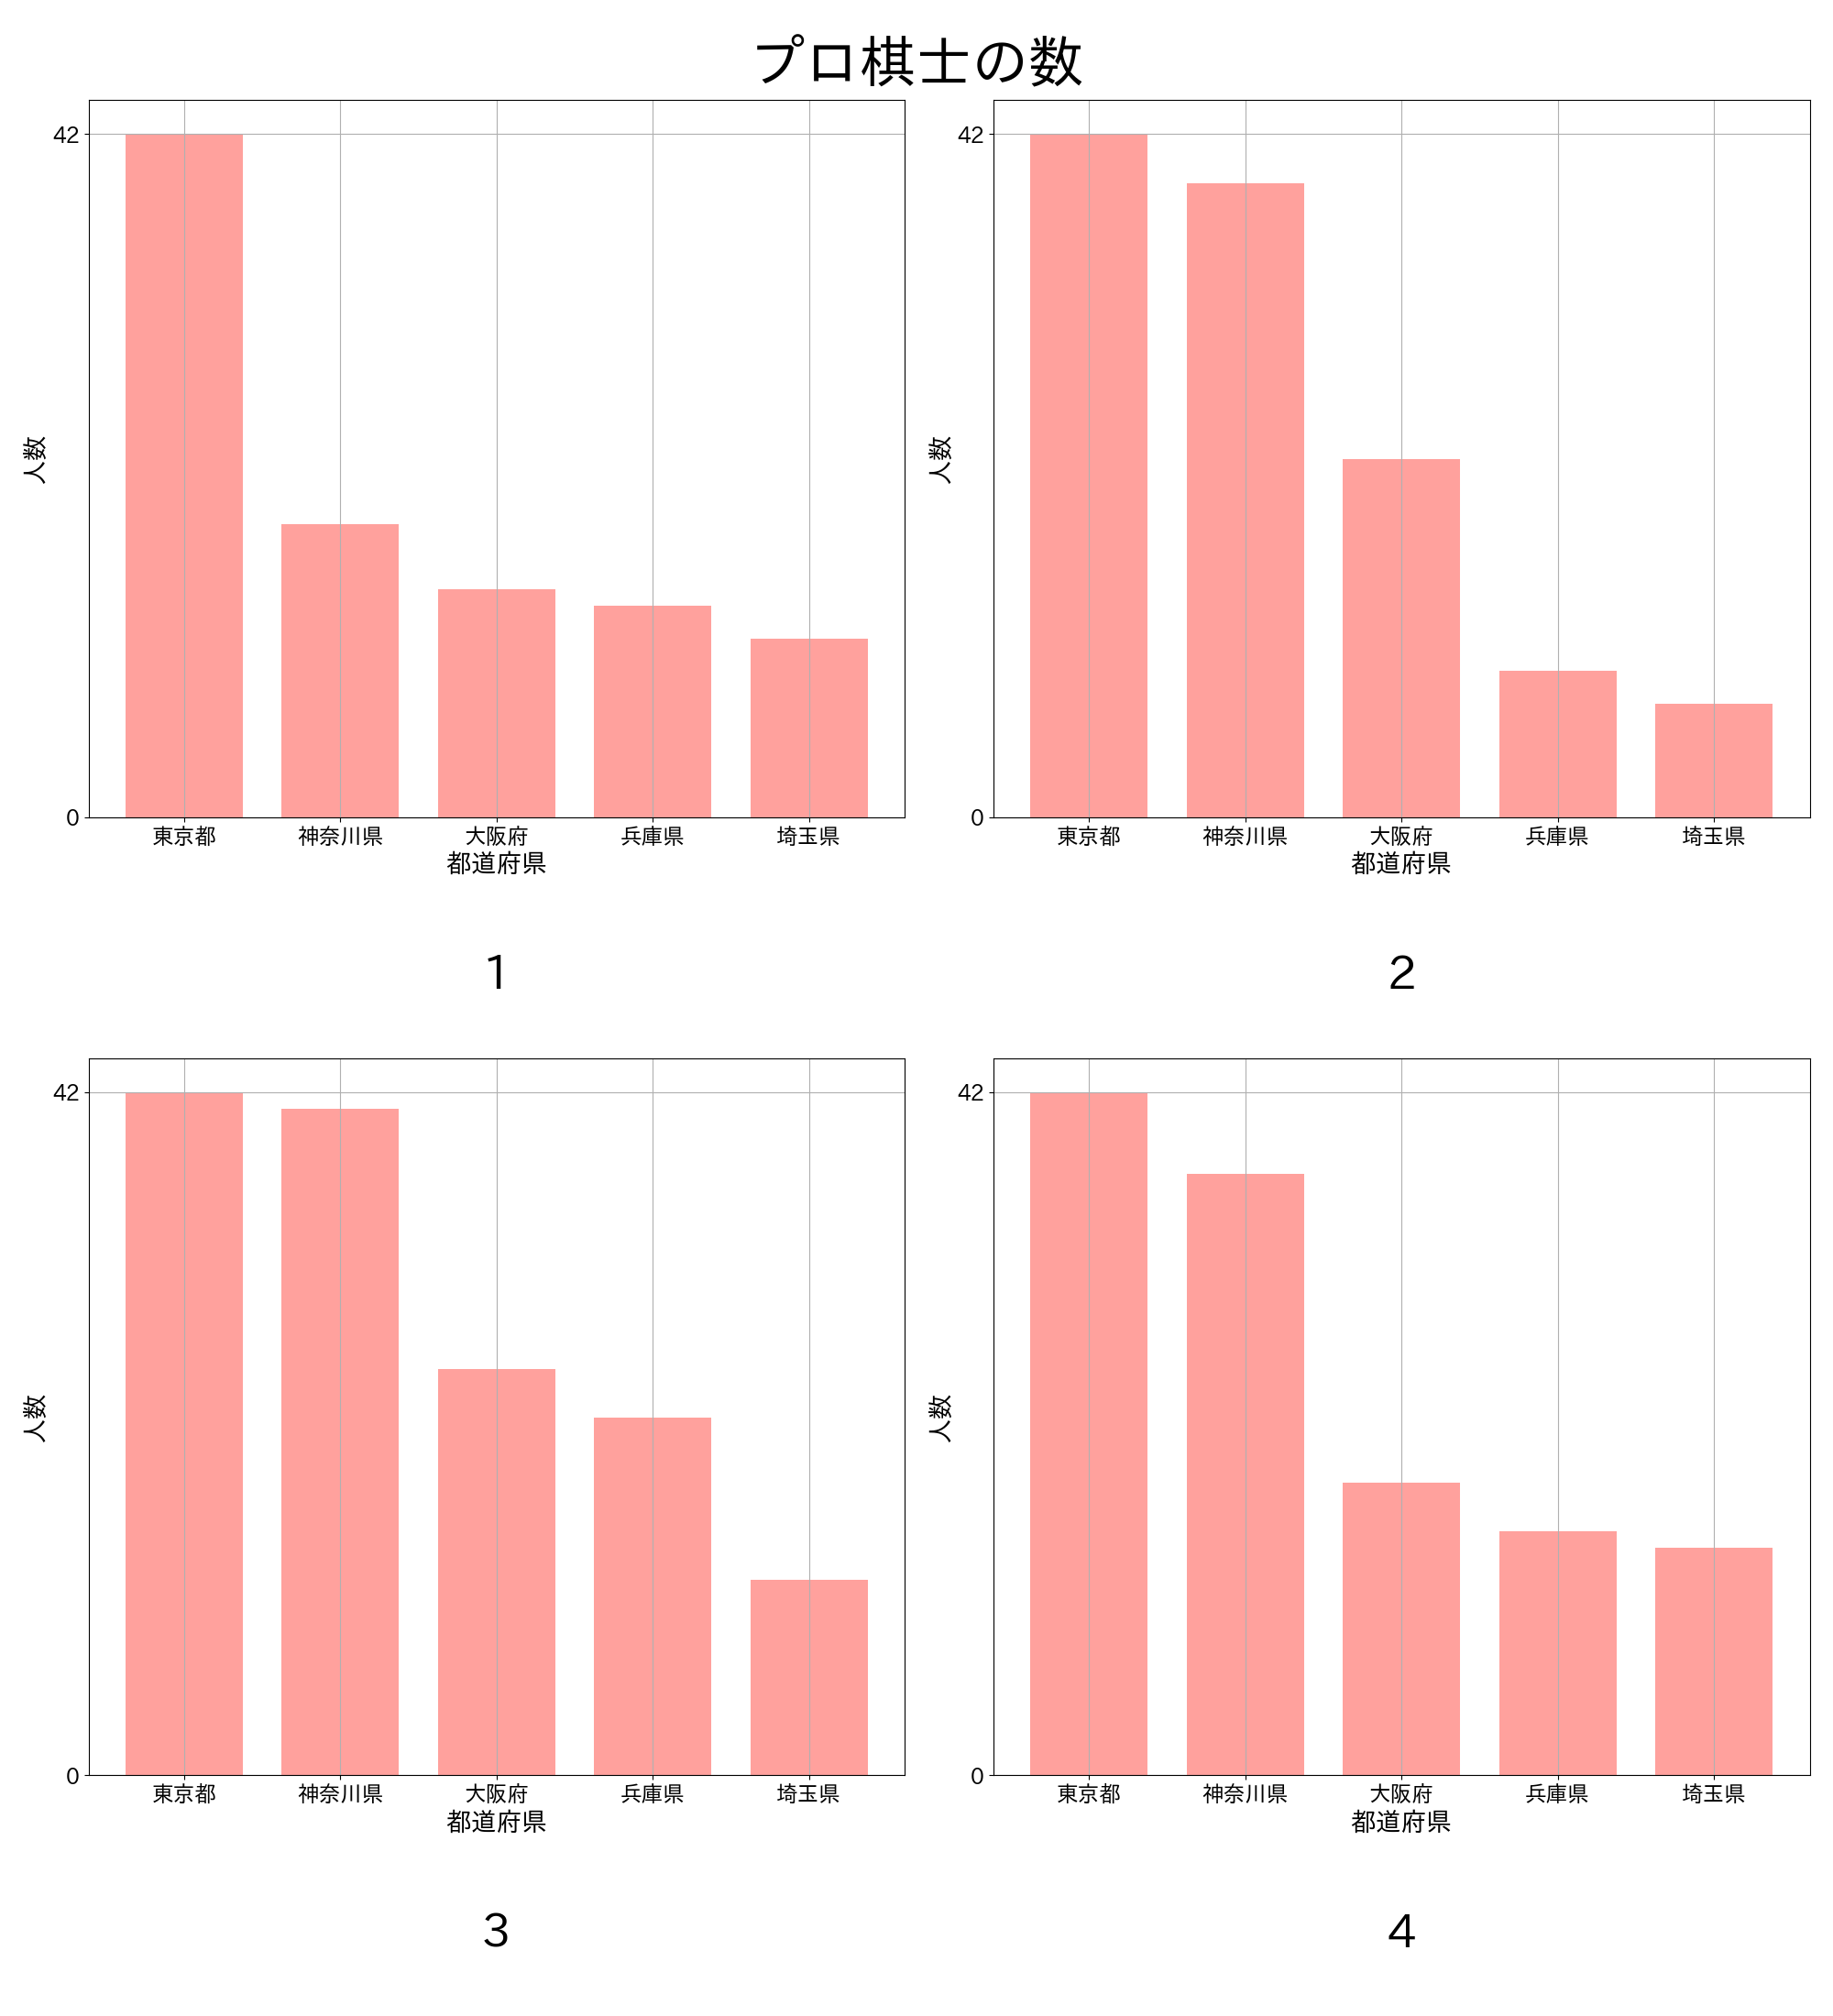 プロ棋士の数
42
0
人数
東京都 神奈川県 大阪府 兵庫県 埼玉県
都道府県
1
42
0
人数
東京都 神奈川県 大阪府 兵庫県 埼玉県
都道府県
2
42
0
人数
東京都 神奈川県 大阪府 兵庫県 埼玉県
都道府県
3
42
0
人数
東京都 神奈川県 大阪府 兵庫県 埼玉県
都道府県
4